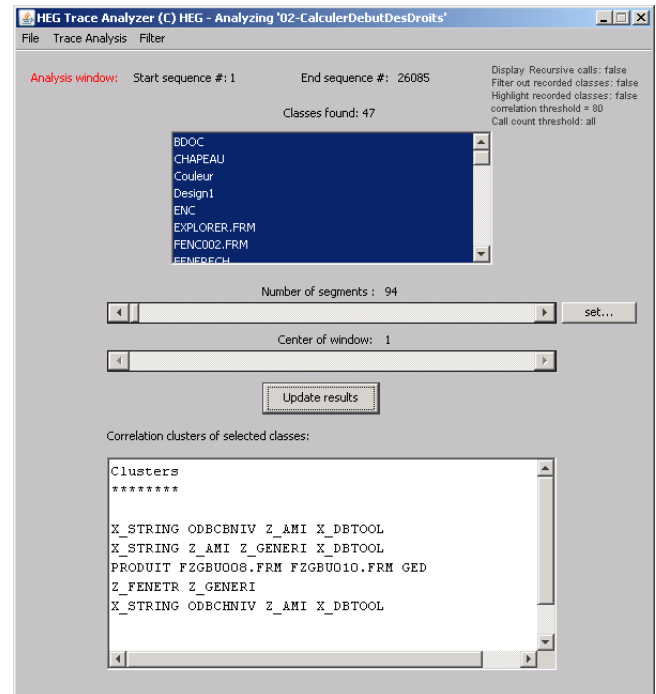 HEG Trace Analyzer (C) HEG - Analyzing '02-CalculerDebutDesDroits'
File Trace Analysis Filter
Analysis window: Start sequence #: 1 End sequence #: 26085
Display Recursive calls: false
Filter out recorded classes: false
Highlight recorded classes: false
correlation threshold = 80
Call count threshold: all
Classes found: 47
BDOC
CHAPEAU
Couleur
Design1
ENC
EXPLORER.FRM
FENC002.FRM
FENFRECH
Number of segments : 94
set...
Center of window: 1
Update results
Correlation clusters of selected classes:
Clusters
********
X_STRING ODBCBNIV Z_AMI X_DBTOOL
X_STRING Z_AMI Z_GENERI X_DBTOOL
PRODUIT FZGBU008.FRM FZGBU010.FRM GED
Z_FENETR Z_GENERI
X_STRING ODBCHNIV Z_AMI X_DBTOOL